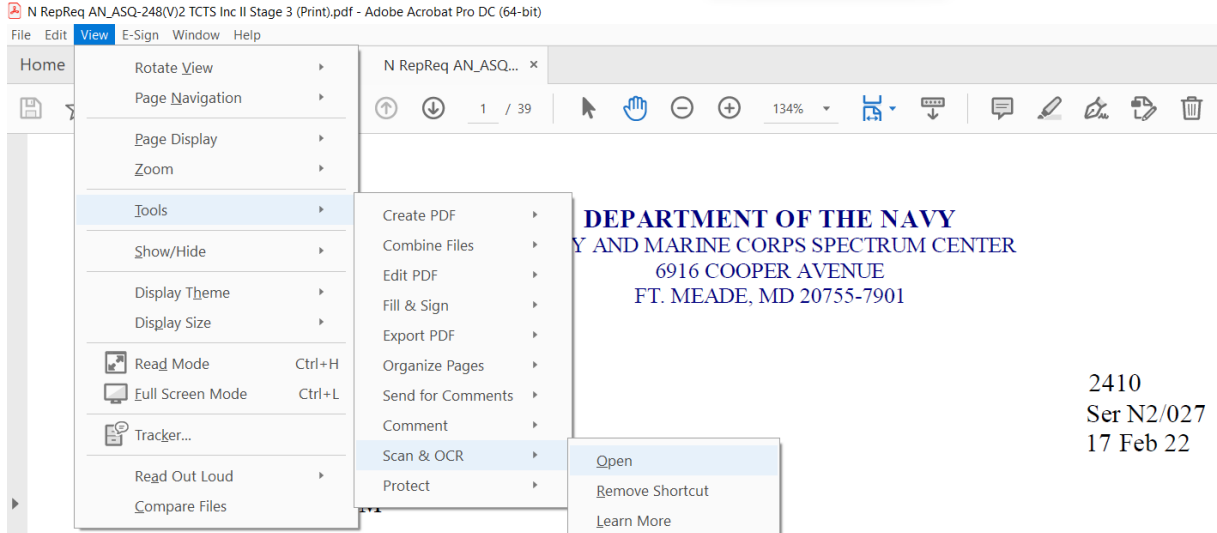 N RepReq AN_ASQ-248(V)2 TCTS Inc II Stage 3 (Print).pdf - Adobe Acrobat Pro DC (64-bit)
File Edit View E-Sign Window Help
Home
N RepReq AN_ASQ... ×
1 / 39
134%
Rotate View
Page Navigation
Page Display
Zoom
Tools
Show/Hide
Display Theme
Display Size
Read Mode Ctrl+H
Full Screen Mode Ctrl+L
Tracker...
Read Out Loud
Compare Files
Create PDF
Combine Files
Edit PDF
Fill & Sign
Export PDF
Organize Pages
Send for Comments
Comment
Scan & OCR
Protect
Open
Remove Shortcut
Learn More
DEPARTMENT OF THE NAVY
Y AND MARINE CORPS SPECTRUM CENTER
6916 COOPER AVENUE
FT. MEADE, MD 20755-7901
2410
Ser N2/027
17 Feb 22